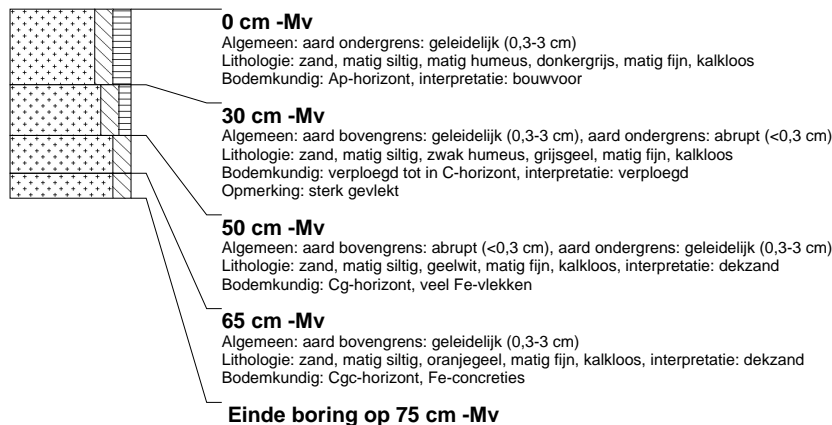 0 cm -Mv
Algemeen: aard ondergrens: geleidelijk (0,3-3 cm)
Lithologie: zand, matig siltig, matig humeus, donkergrijs, matig fijn, kalkloos
Bodemkundig: Ap-horizont, interpretatie: bouwvoor
30 cm -Mv
Algemeen: aard bovengrens: geleidelijk (0,3-3 cm), aard ondergrens: abrupt (<0,3 cm)
Lithologie: zand, matig siltig, zwak humeus, grijsgeel, matig fijn, kalkloos
Bodemkundig: verploegd tot in C-horizont, interpretatie: verploegd
Opmerking: sterk gevlekt
50 cm -Mv
Algemeen: aard bovengrens: abrupt (<0,3 cm), aard ondergrens: geleidelijk (0,3-3 cm)
Lithologie: zand, matig siltig, geelwit, matig fijn, kalkloos, interpretatie: dekzand
Bodemkundig: Cg-horizont, veel Fe-vlekken
65 cm -Mv
Algemeen: aard bovengrens: geleidelijk (0,3-3 cm)
Lithologie: zand, matig siltig, oranjegeel, matig fijn, kalkloos, interpretatie: dekzand
Bodemkundig: Cgc-horizont, Fe-concreties
Einde boring op 75 cm -Mv